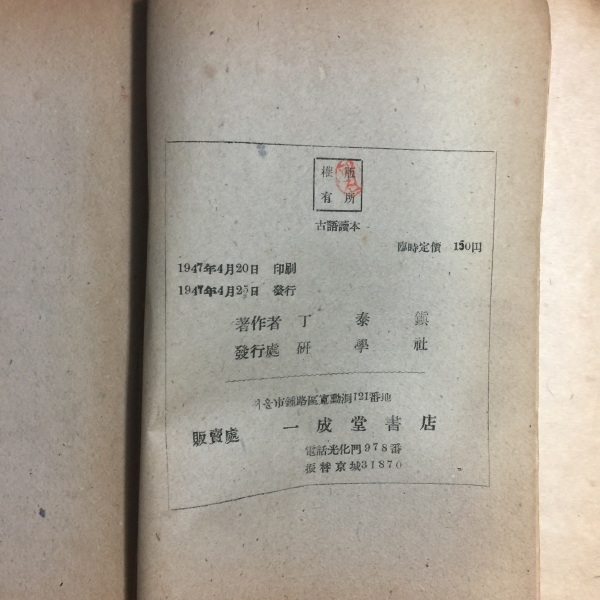 版權
所有
古語讀本
臨時定價 150円
1947年4月20日 印刷
1947年4月25日 發行
著作者 丁泰鎭
發行處 硏學社
서울市鍾路區寬勳洞121番地
販賣處 一成堂書店
電話光化門978番
振替京城31870